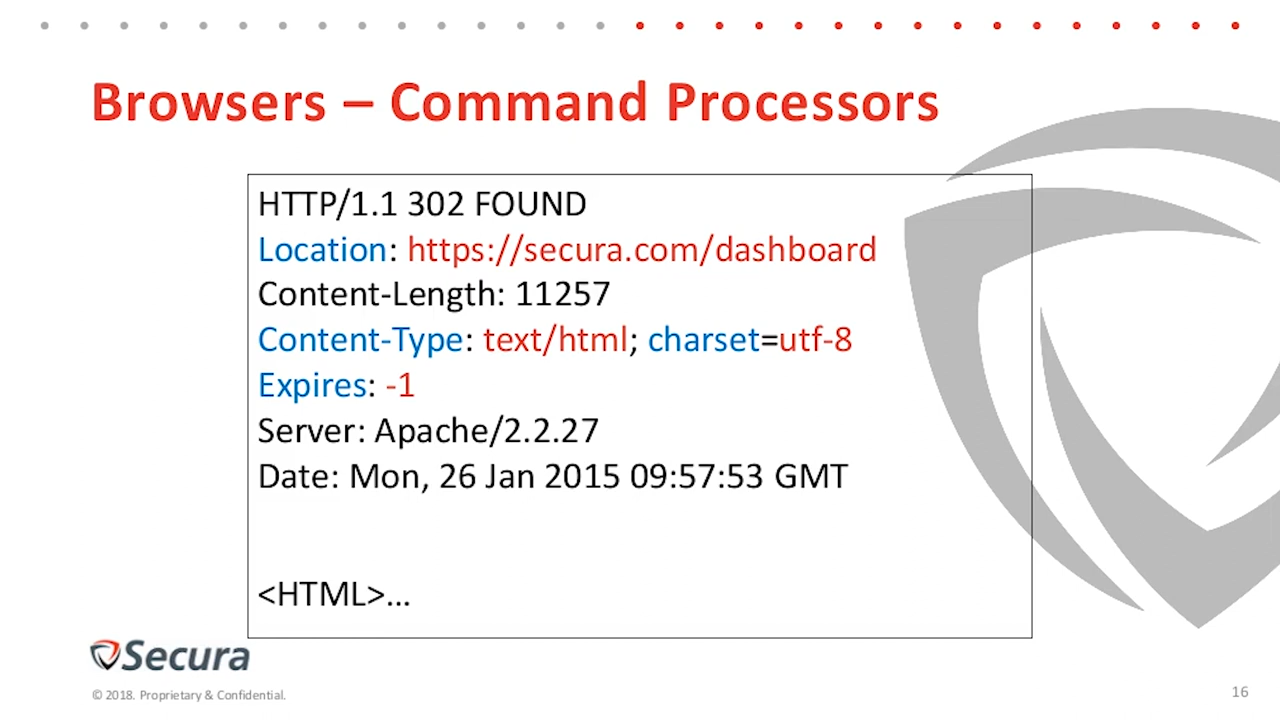 Browsers – Command Processors
HTTP/1.1 302 FOUND
Location: https://secura.com/dashboard
Content-Length: 11257
Content-Type: text/html; charset=utf-8
Expires: -1
Server: Apache/2.2.27
Date: Mon, 26 Jan 2015 09:57:53 GMT
<HTML>...
Secura
© 2018. Proprietary & Confidential.
16